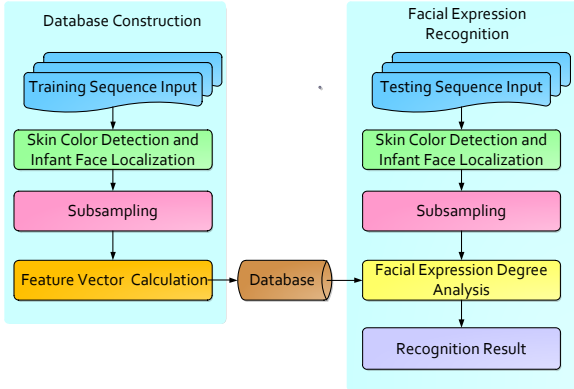 Database Construction
Training Sequence Input
Skin Color Detection and
Infant Face Localization
Subsampling
Feature Vector Calculation
Database
Facial Expression
Recognition
Testing Sequence Input
Skin Color Detection and
Infant Face Localization
Subsampling
Facial Expression Degree
Analysis
Recognition Result